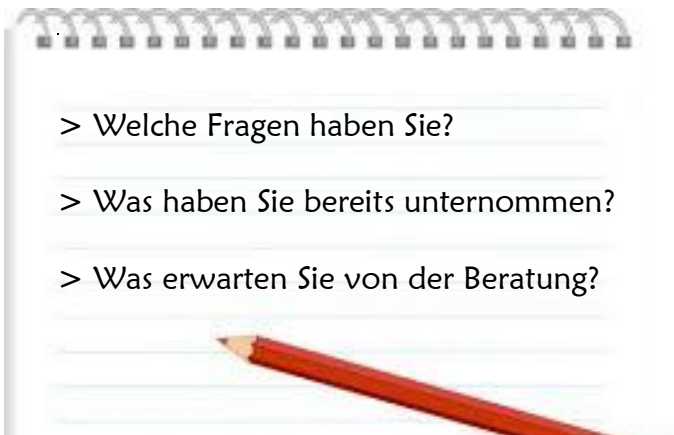 > Welche Fragen haben Sie?
> Was haben Sie bereits unternommen?
> Was erwarten Sie von der Beratung?